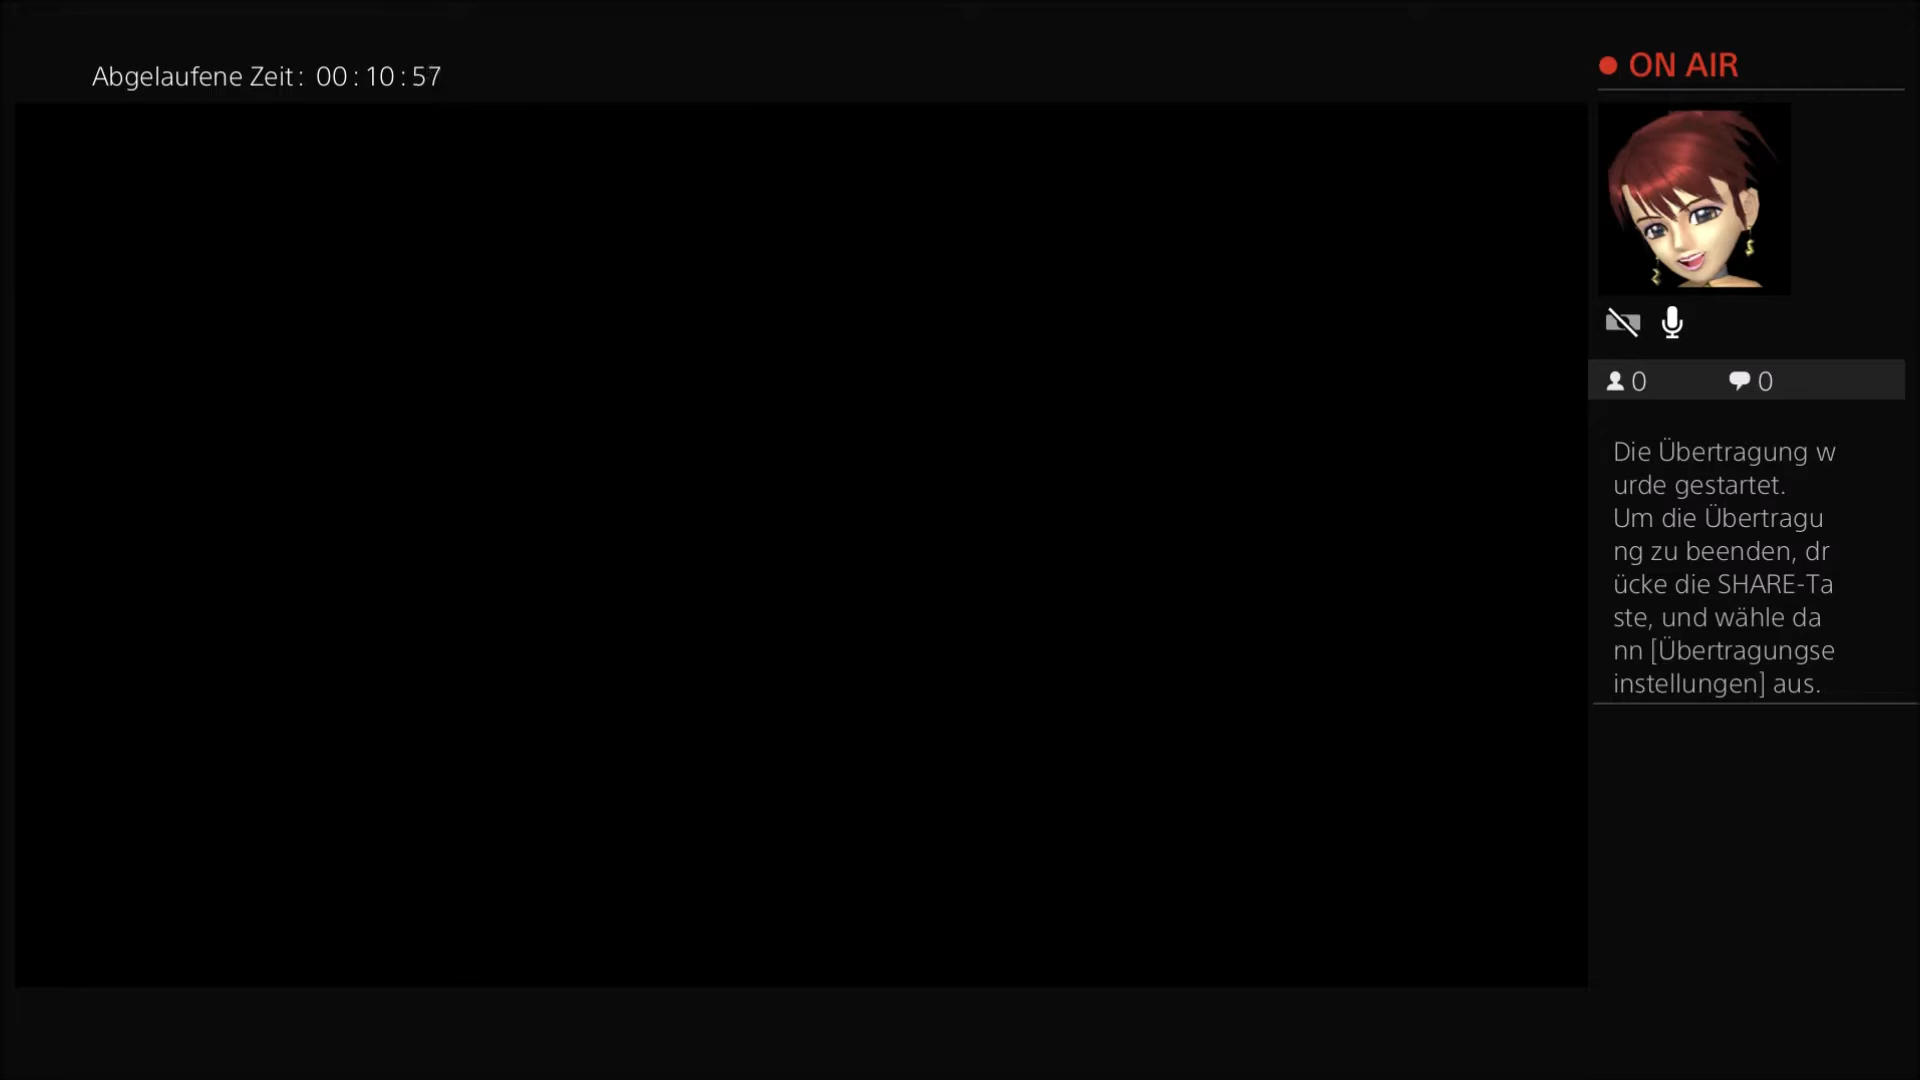 Abgelaufene Zeit: 00:10:57
ON AIR
0
0
Die Übertragung w
urde gestartet.
Um die Übertragu
ng zu beenden, dr
ücke die SHARE-Ta
ste, und wähle da
nn [Übertragungse
instellungen] aus.